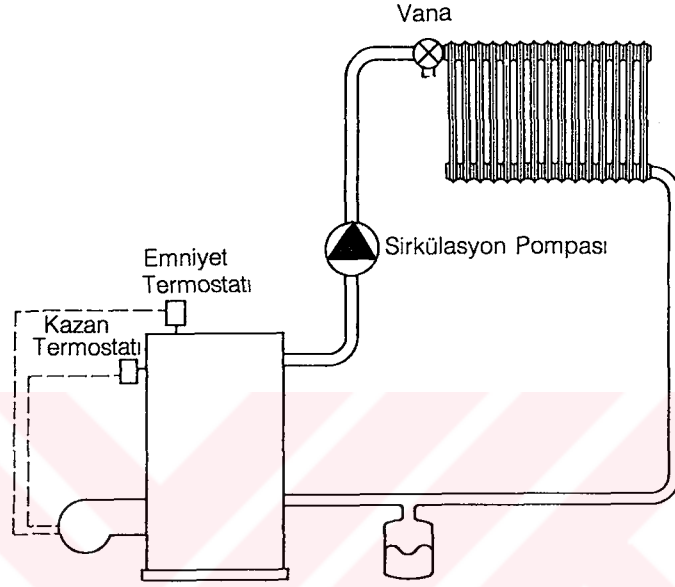 Vana
Sirkülasyon Pompası
Emniyet
Termostatı
Kazan
Termostatı